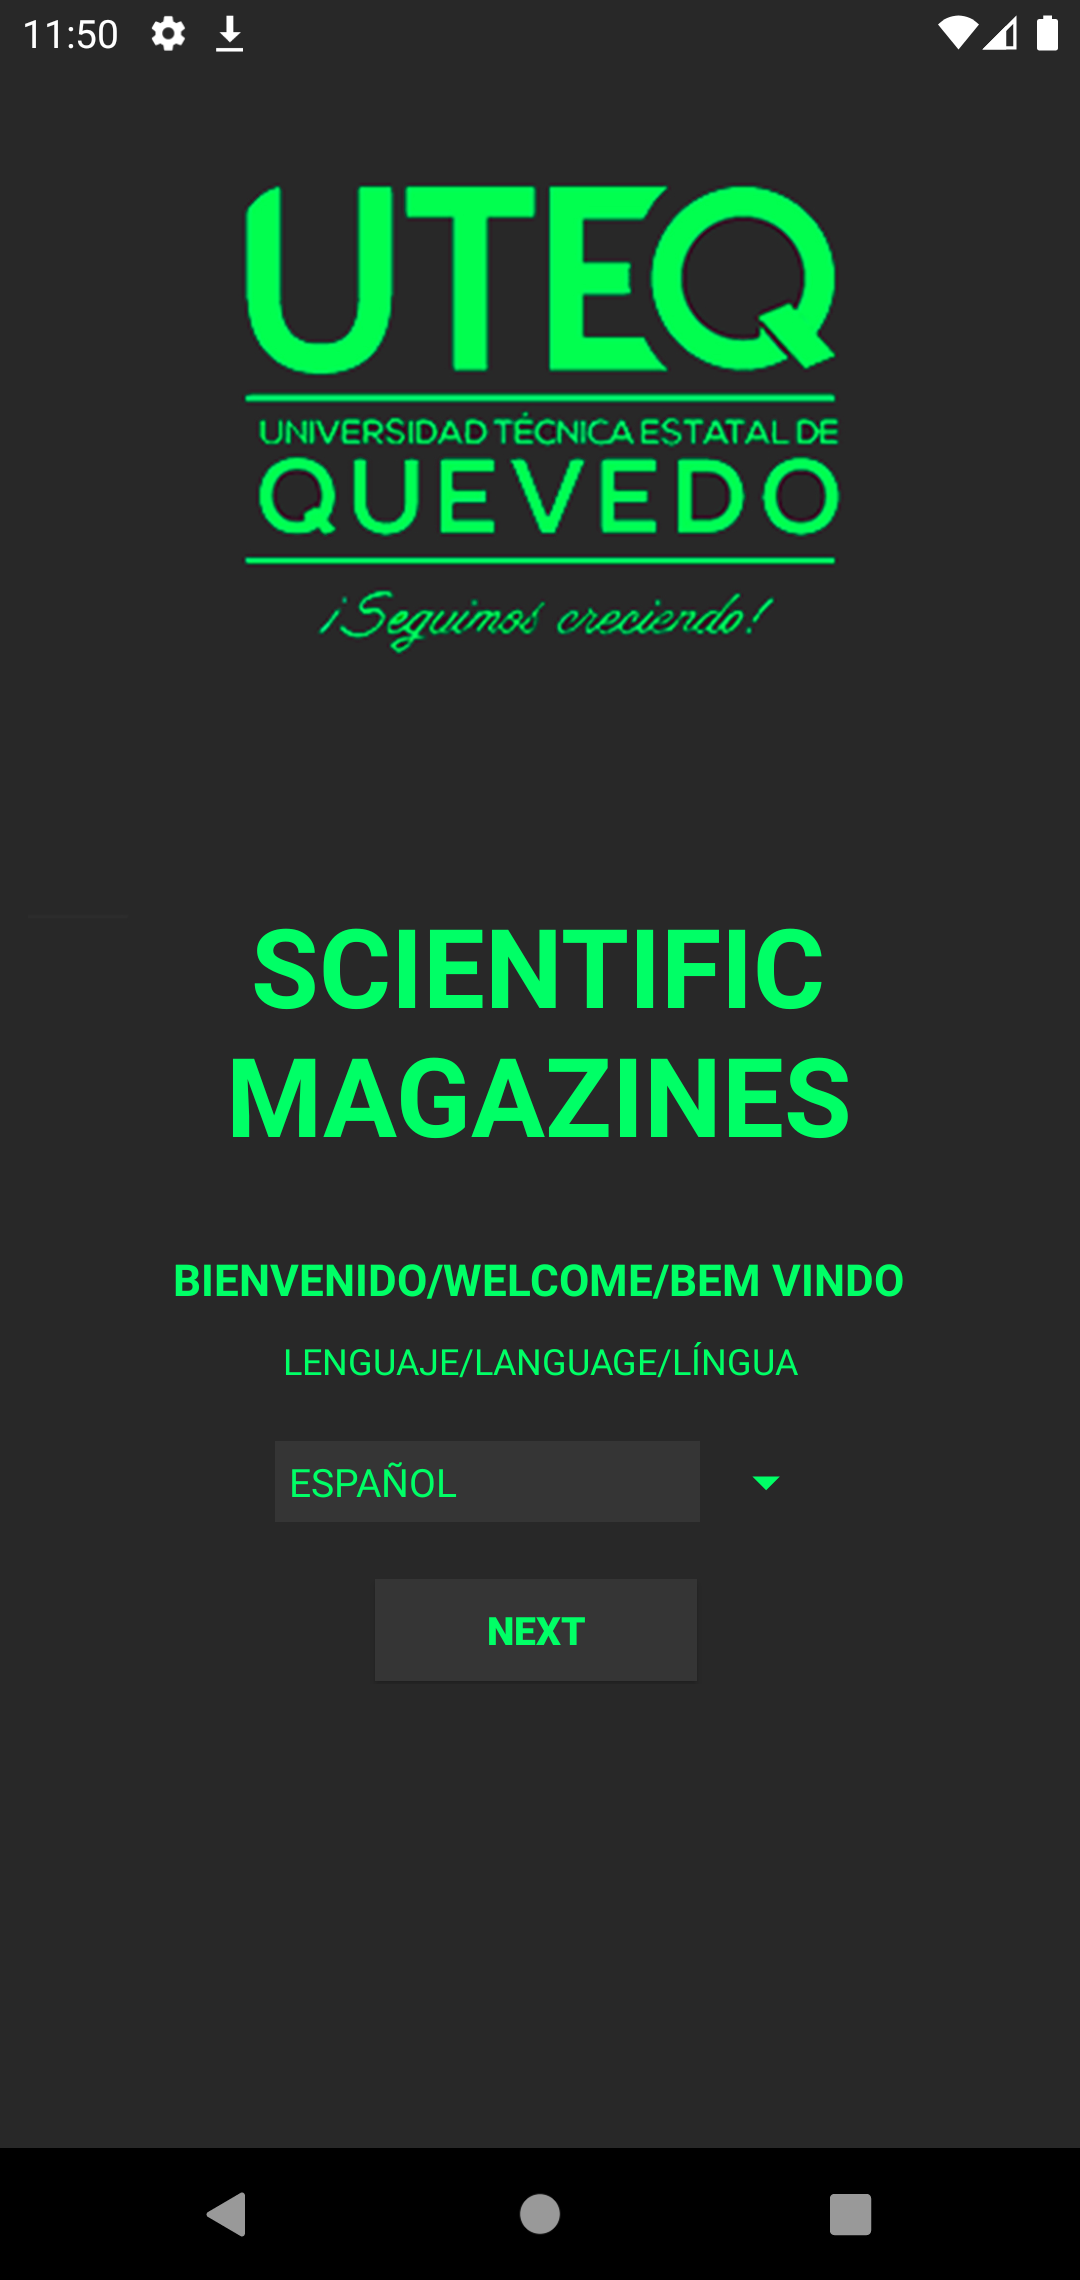 11:50
UTEQ
UNIVERSIDAD TÉCNICA ESTATAL DE
QUEVEDO
¡Seguimos creciendo!
SCIENTIFIC
MAGAZINES
BIENVENIDO/WELCOME/BEM VINDO
LENGUAJE/LANGUAGE/LÍNGUA
ESPAÑOL
NEXT